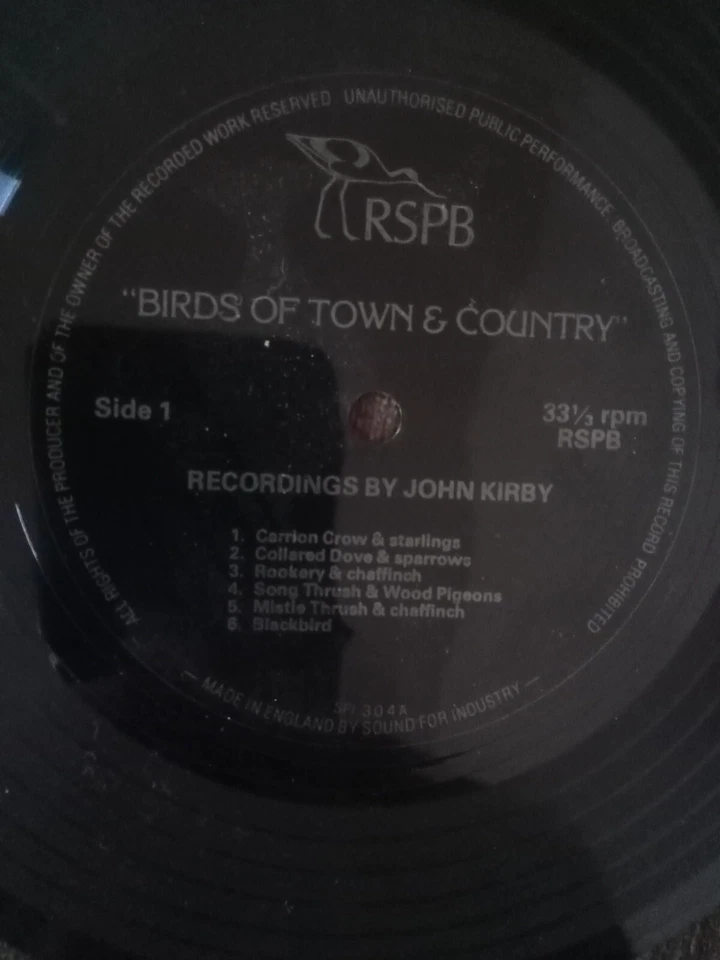 ALL RIGHTS OF THE PRODUCER AND OF THE OWNER OF THE RECORDED WORK RESERVED UNAUTHORISED PUBLIC PERFORMANCE BROADCASTING AND COPYING OF THIS RECORD PROHIBITED
RSPB
"BIRDS OF TOWN & COUNTRY"
Side 1
33⅓ rpm
RSPB
RECORDINGS BY JOHN KIRBY
1. Carrion Crow & starlings
2. Collared Dove & sparrows
3. Rookery & chaffinch
4. Song Thrush & Wood Pigeons
5. Mistle Thrush & chaffinch
6. Blackbird
304A
— MADE IN ENGLAND BY SOUND FOR INDUSTRY —